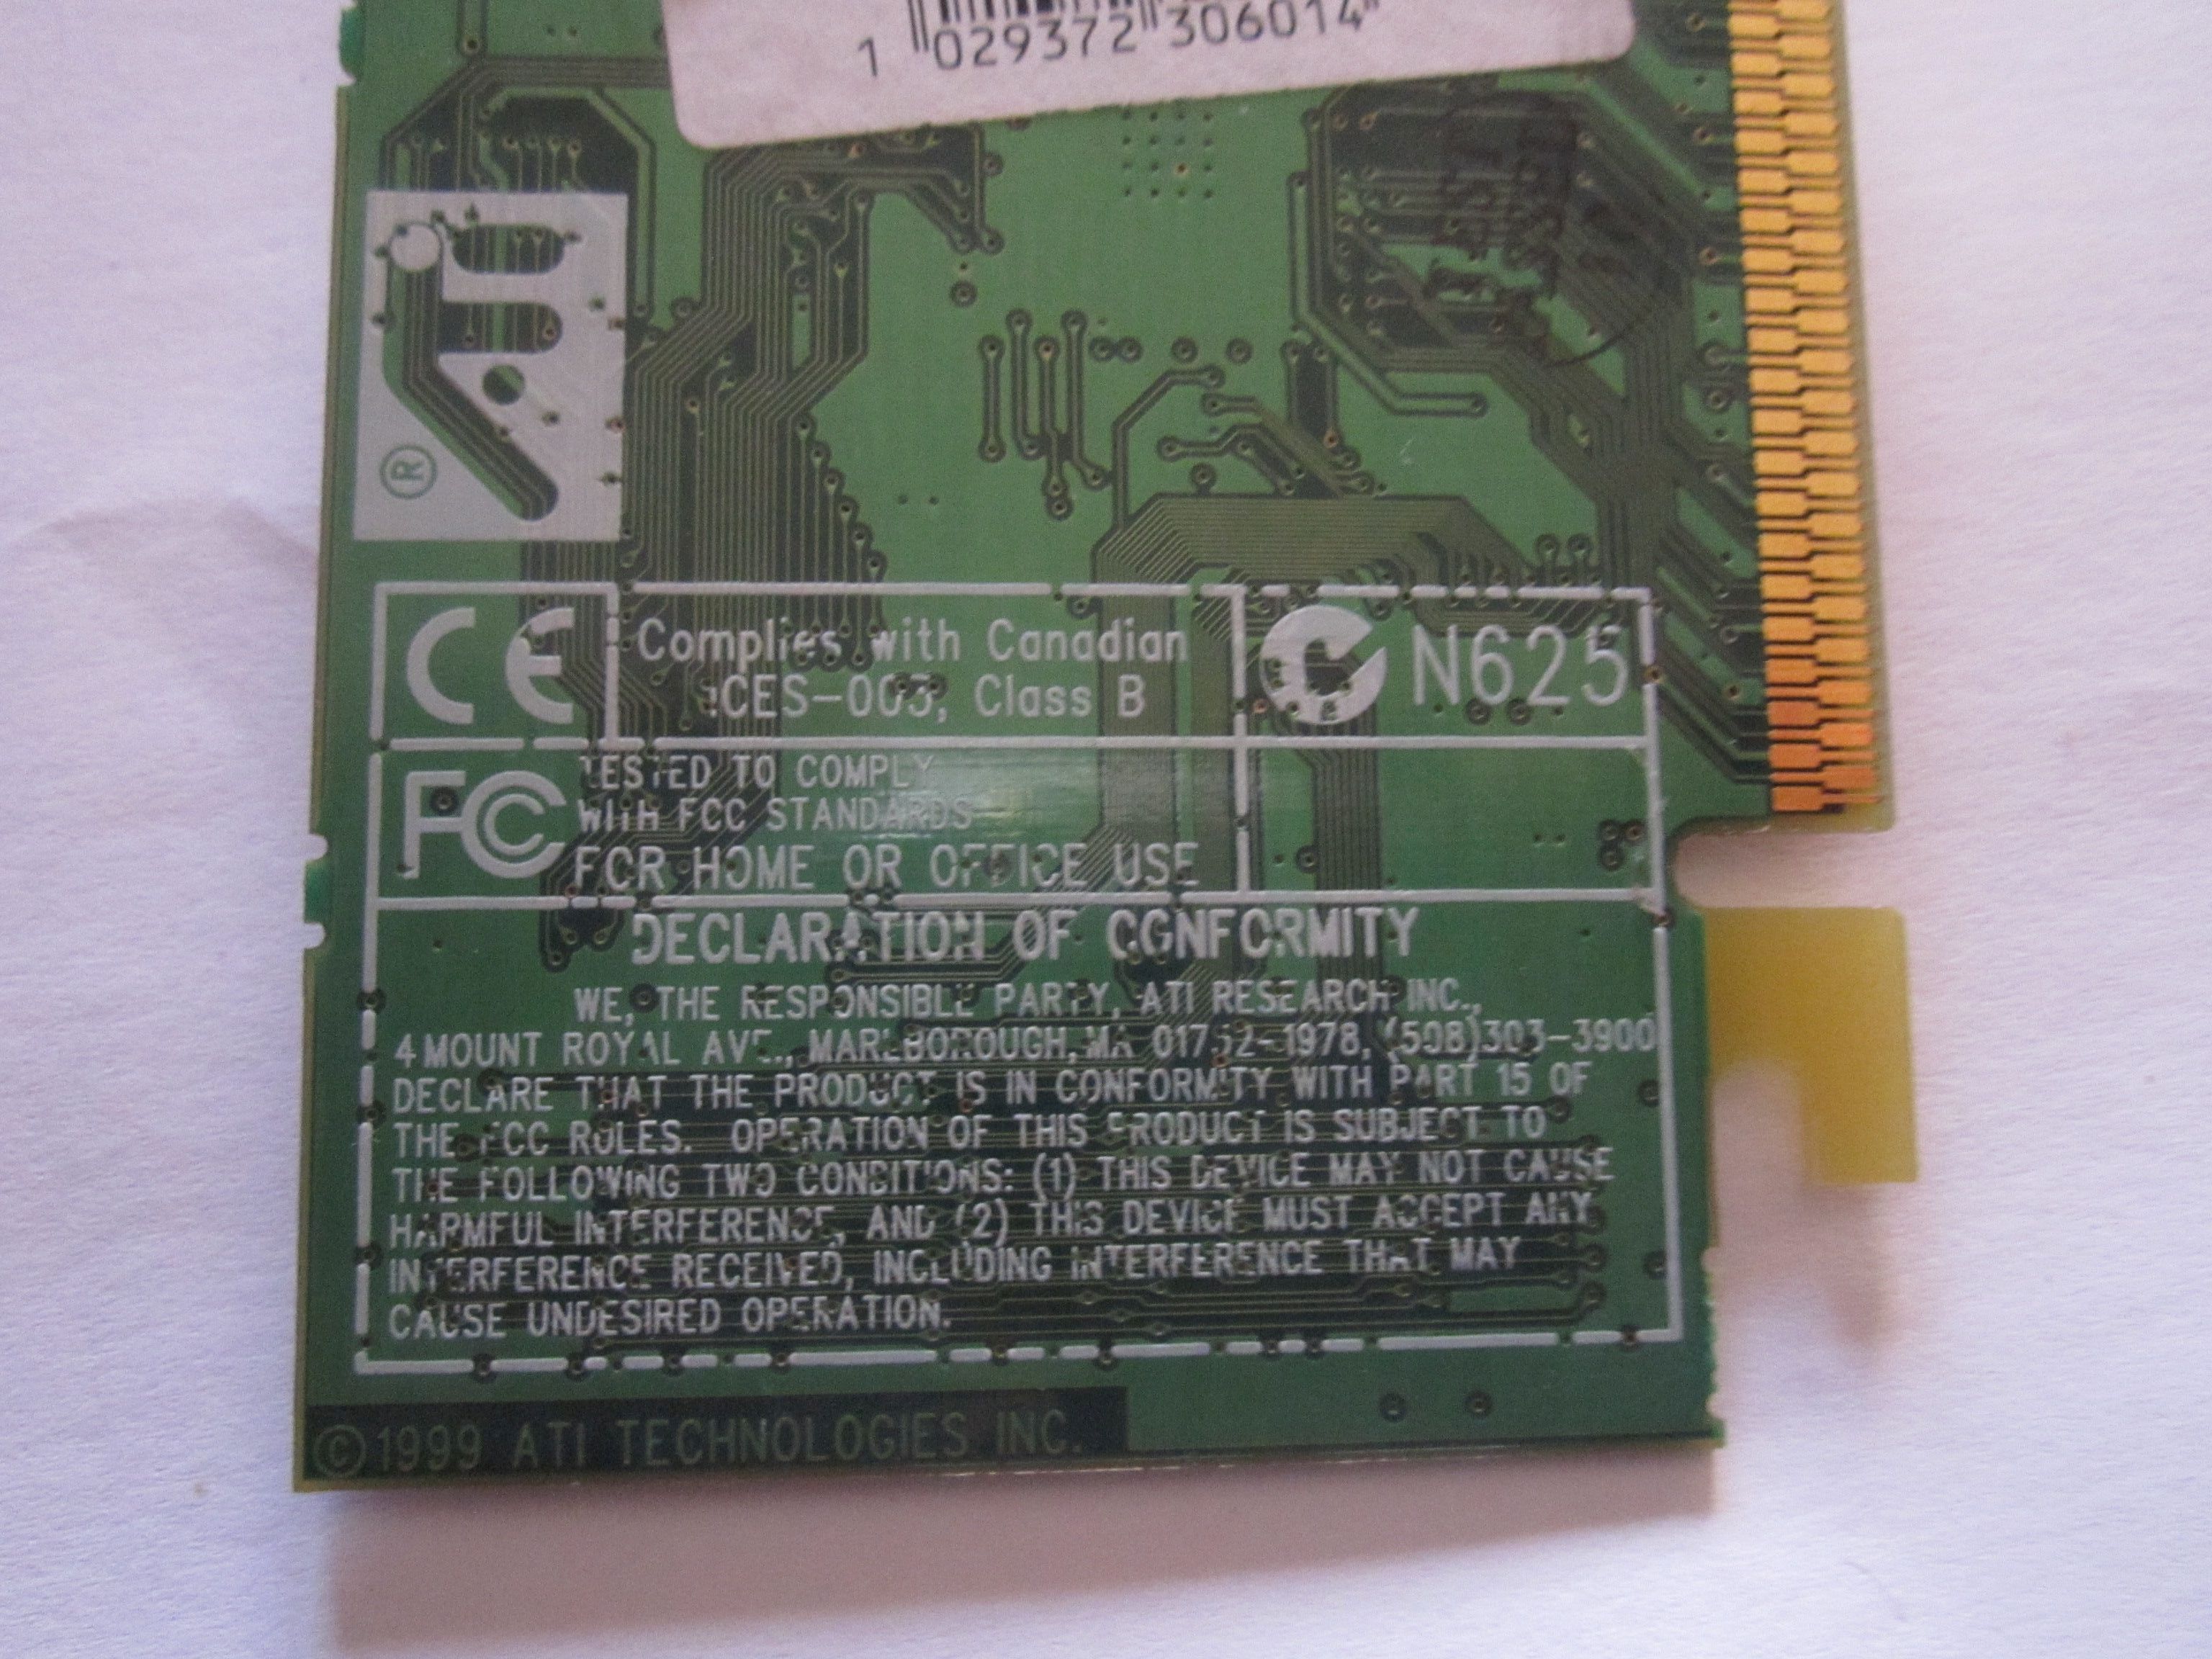 1 029372 306014
ATI
®
CE
Complies with Canadian
ICES-003, Class B
N625
FC
TESTED TO COMPLY
WITH FCC STANDARDS
FOR HOME OR OFFICE USE
DECLARATION OF CONFORMITY
WE, THE RESPONSIBLE PARTY, ATI RESEARCH INC.,
4 MOUNT ROYAL AVE., MARLBOROUGH, MA 01752-1978, (508)303-3900
DECLARE THAT THE PRODUCT IS IN CONFORMITY WITH PART 15 OF
THE FCC RULES. OPERATION OF THIS PRODUCT IS SUBJECT TO
THE FOLLOWING TWO CONDITIONS: (1) THIS DEVICE MAY NOT CAUSE
HARMFUL INTERFERENCE, AND (2) THIS DEVICE MUST ACCEPT ANY
INTERFERENCE RECEIVED, INCLUDING INTERFERENCE THAT MAY
CAUSE UNDESIRED OPERATION.
©1999 ATI TECHNOLOGIES INC.